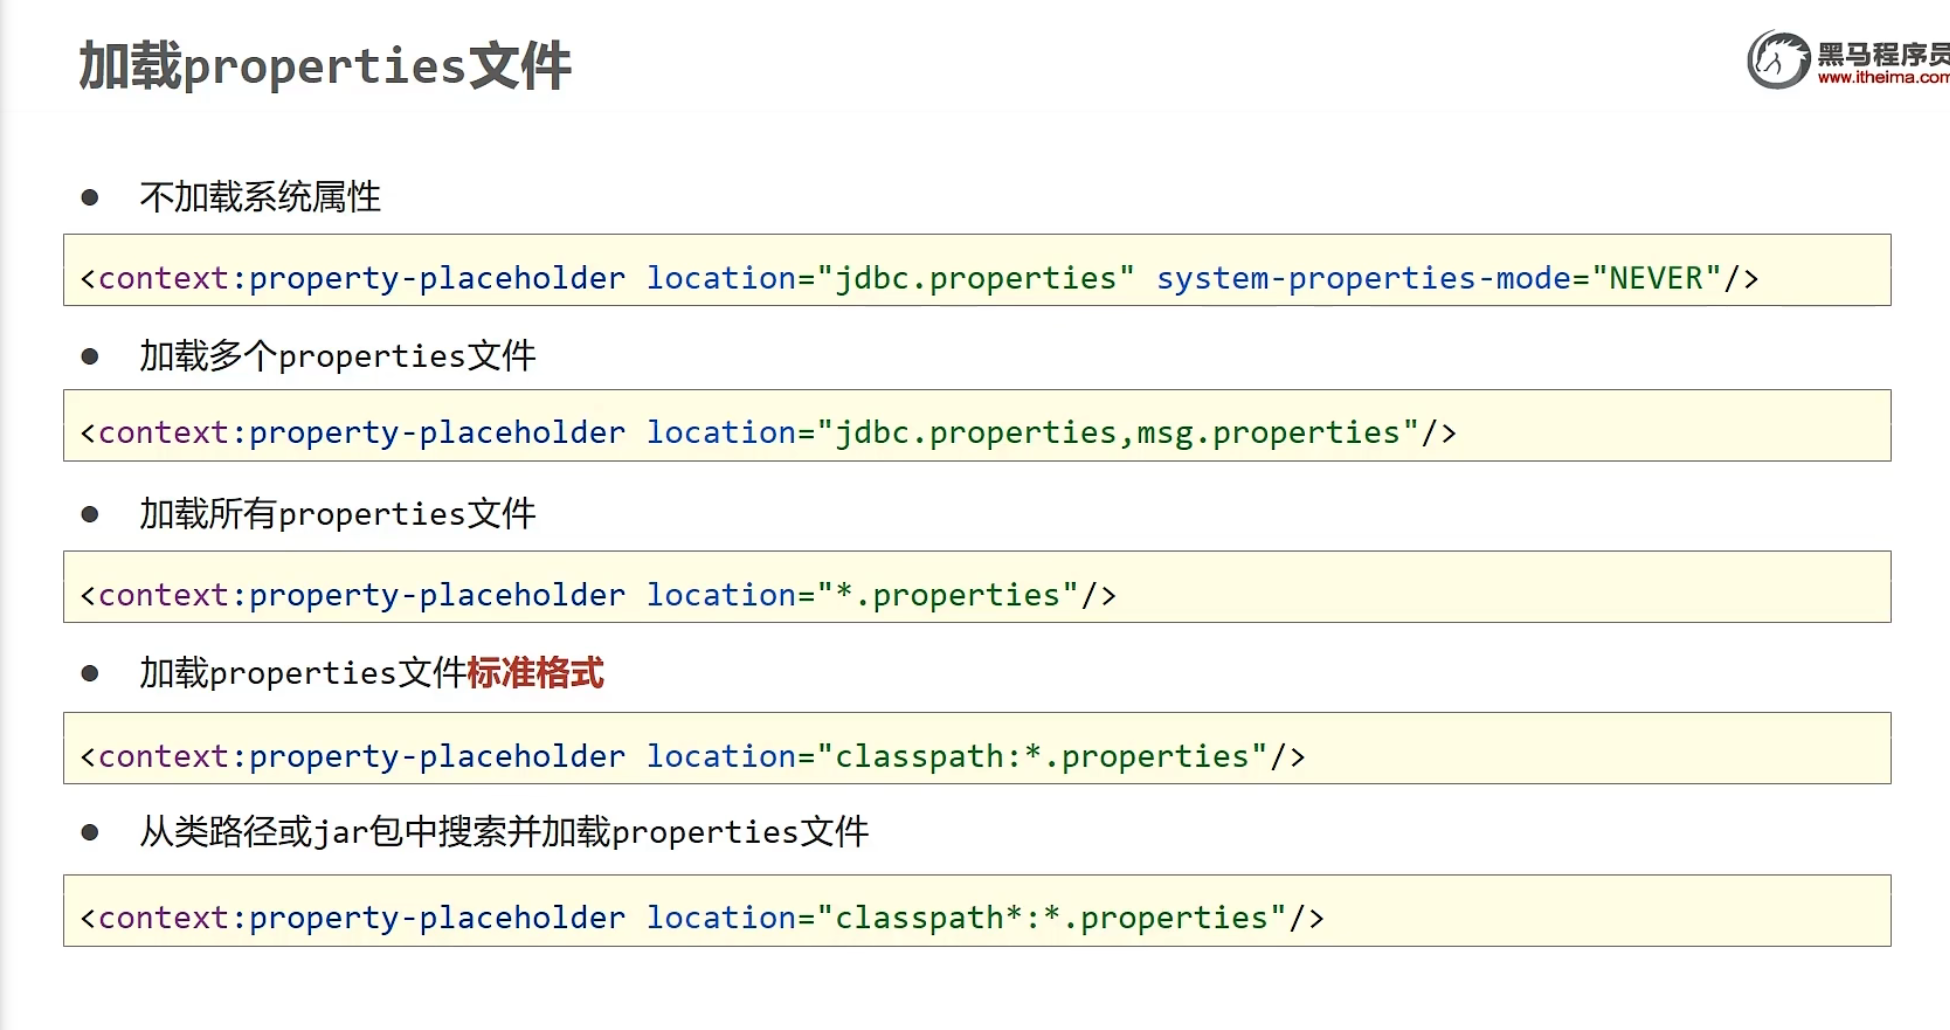 加载properties文件
黑马程序员
www.itheima.com
不加载系统属性
<context:property-placeholder location="jdbc.properties" system-properties-mode="NEVER"/>
加载多个properties文件
<context:property-placeholder location="jdbc.properties,msg.properties"/>
加载所有properties文件
<context:property-placeholder location="*.properties"/>
加载properties文件标准格式
<context:property-placeholder location="classpath:*.properties"/>
从类路径或jar包中搜索并加载properties文件
<context:property-placeholder location="classpath*:*.properties"/>